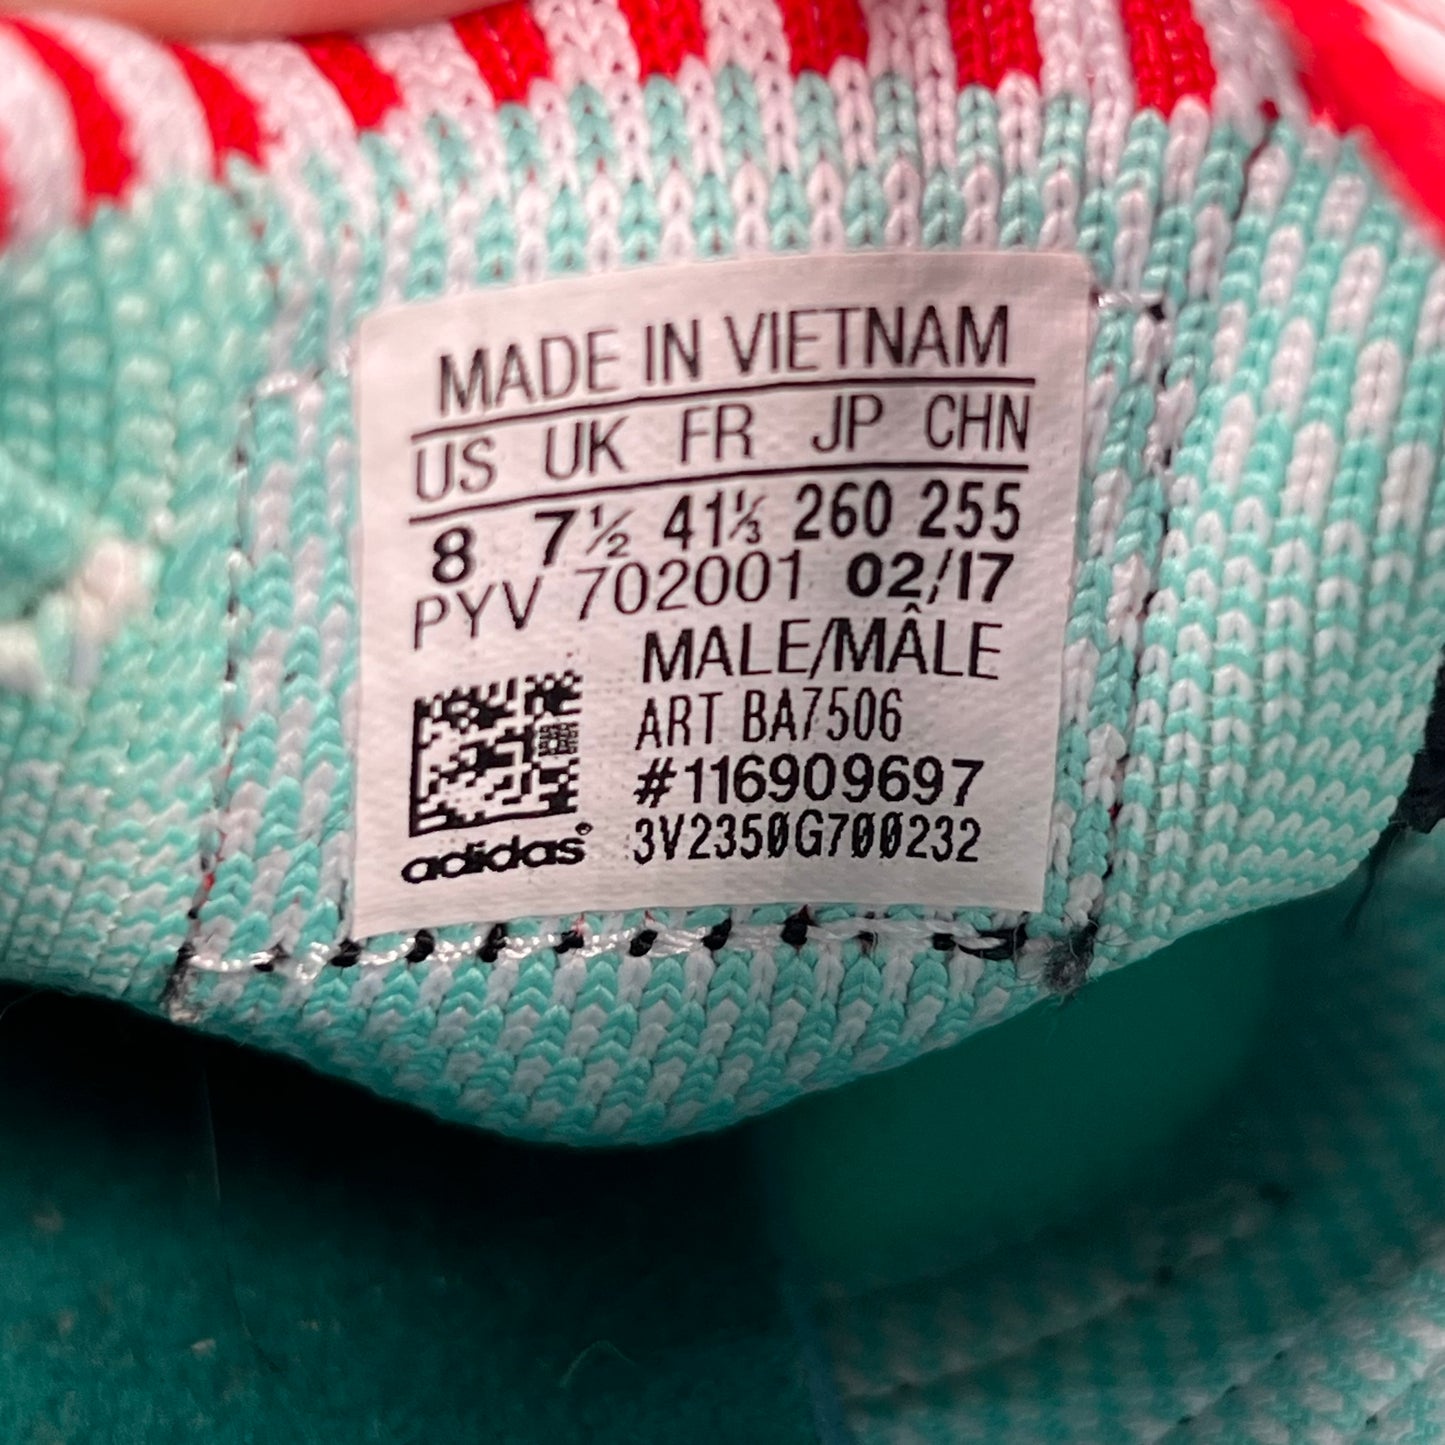 MADE IN VIETNAM
US UK FR JP CHN
8 7½ 41⅓ 260 255
PYV 702001 02/17
MALE/MÂLE
ART BA7506
#116909697
adidas® 3V2350G700232